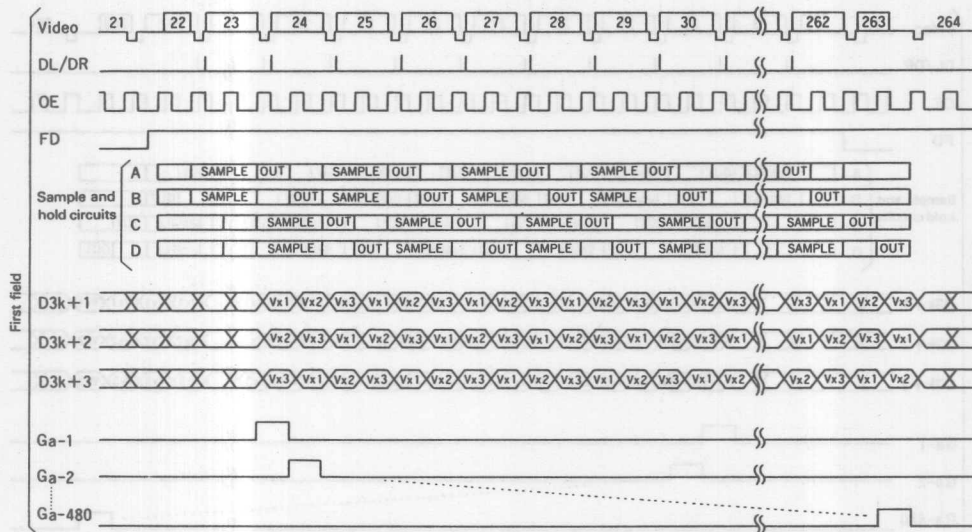 Video 21 22 23 24 25 26 27 28 29 30 262 263 264
DL/DR
OE
FD
A SAMPLE OUT SAMPLE OUT SAMPLE OUT SAMPLE OUT OUT
Sample and hold circuits
B SAMPLE OUT SAMPLE OUT SAMPLE OUT SAMPLE OUT OUT
C SAMPLE OUT SAMPLE OUT SAMPLE OUT SAMPLE OUT SAMPLE OUT
D SAMPLE OUT SAMPLE OUT SAMPLE OUT SAMPLE SAMPLE OUT
First field
D3k+1 Vx1 Vx2 Vx3 Vx1 Vx2 Vx3 Vx1 Vx2 Vx3 Vx1 Vx2 Vx3 Vx1 Vx2 Vx3 Vx3 Vx1 Vx2 Vx3
D3k+2 Vx2 Vx3 Vx1 Vx2 Vx3 Vx1 Vx2 Vx3 Vx1 Vx2 Vx3 Vx1 Vx2 Vx3 Vx1 Vx1 Vx2 Vx3 Vx1
D3k+3 Vx3 Vx1 Vx2 Vx3 Vx1 Vx2 Vx3 Vx1 Vx2 Vx3 Vx1 Vx2 Vx3 Vx1 Vx2 Vx2 Vx3 Vx1 Vx2
Ga-1
Ga-2
Ga-480